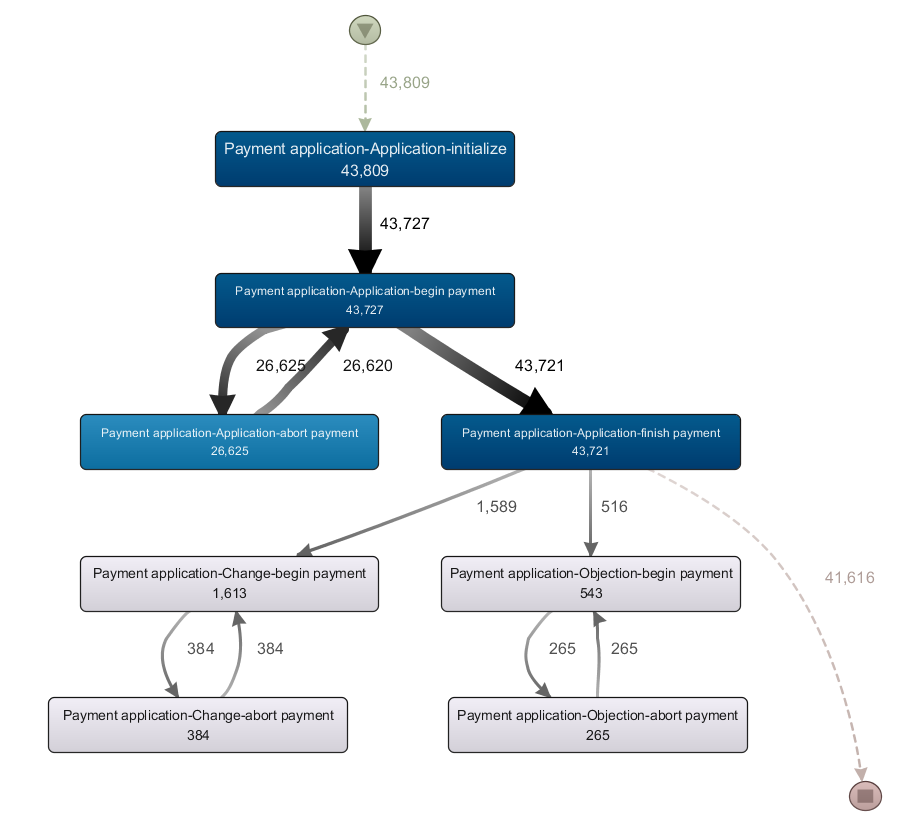 43,809
Payment application-Application-initialize
43,809
43,727
Payment application-Application-begin payment
43,727
26,625
26,620
43,721
Payment application-Application-abort payment
26,625
Payment application-Application-finish payment
43,721
1,589
516
41,616
Payment application-Change-begin payment
1,613
Payment application-Objection-begin payment
543
384
384
265
265
Payment application-Change-abort payment
384
Payment application-Objection-abort payment
265